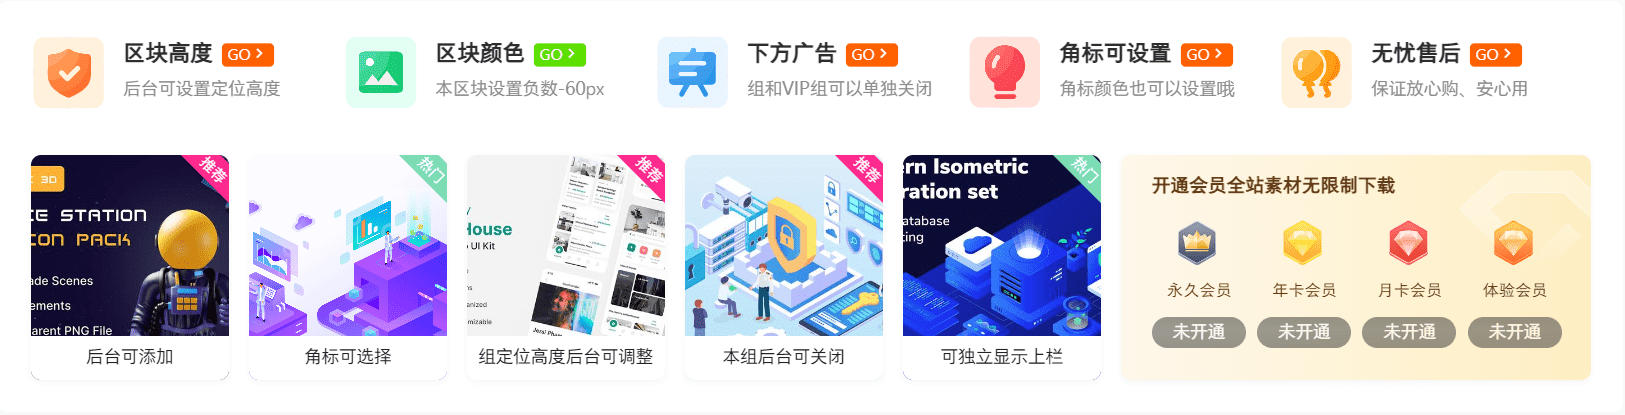 区块高度 GO >
后台可设置定位高度
区块颜色 GO >
本区块设置负数-60px
下方广告 GO >
组和VIP组可以单独关闭
角标可设置 GO >
角标颜色也可以设置哦
无忧售后 GO >
保证放心购、安心用
推荐
3D
CE STATION
CON PACK
ade Scenes
ements
arent PNG File
后台可添加
热门
角标可选择
推荐
House
UI Kit
anized
omizable
组定位高度后台可调整
推荐
本组后台可关闭
热门
rn Isometric
ration set
atabase
ting
可独立显示上栏
开通会员全站素材无限制下载
永久会员
年卡会员
月卡会员
体验会员
未开通
未开通
未开通
未开通